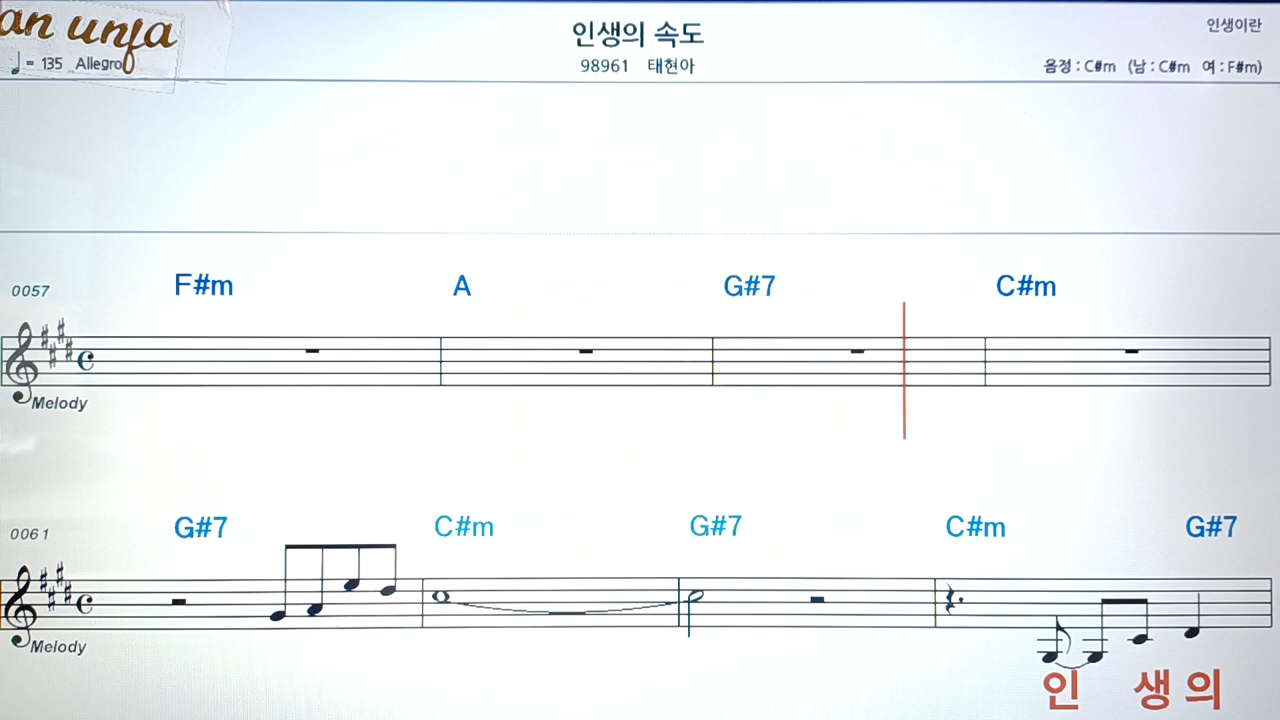 an unfa
인생의 속도
인생이란
♩ = 135 Allegro
98961 태현아
음정 : C#m (남 : C#m 여 : F#m)
0057
F#m A G#7 C#m
Melody
0061
G#7 C#m G#7 C#m G#7
Melody
인 생 의